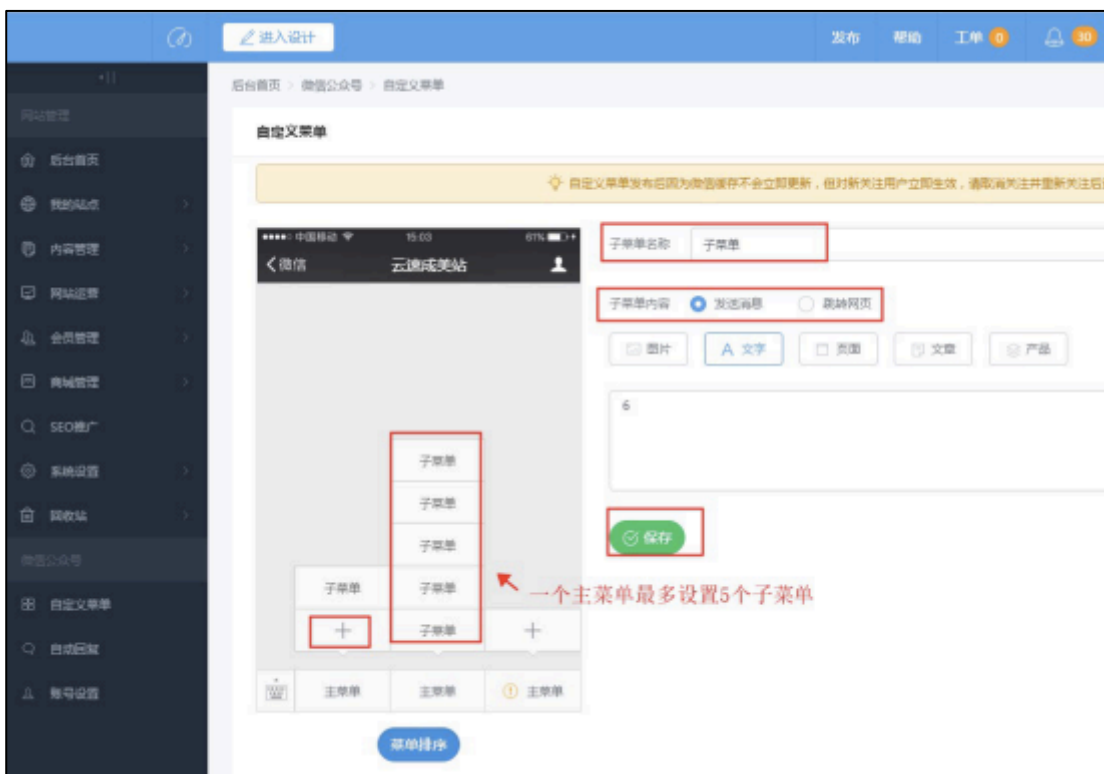 进入设计
发布 帮助 工单 0 30
网站管理
后台首页
我的站点
内容管理
网站运营
会员管理
商城管理
SEO推广
系统设置
回收站
微信公众号
自定义菜单
自动回复
账号设置
后台首页 > 微信公众号 > 自定义菜单
自定义菜单
自定义菜单发布后因为微信缓存不会立即更新，但对新关注用户立即生效，请取消关注并重新关注后
中国移动 15:03 61%
微信 云速成美站
子菜单
子菜单
子菜单
子菜单 子菜单
子菜单
主菜单 主菜单 主菜单
菜单排序
子菜单名称 子菜单
子菜单内容 发送消息 跳转网页
图片 A 文字 页面 文章 产品
6
保存
一个主菜单最多设置5个子菜单